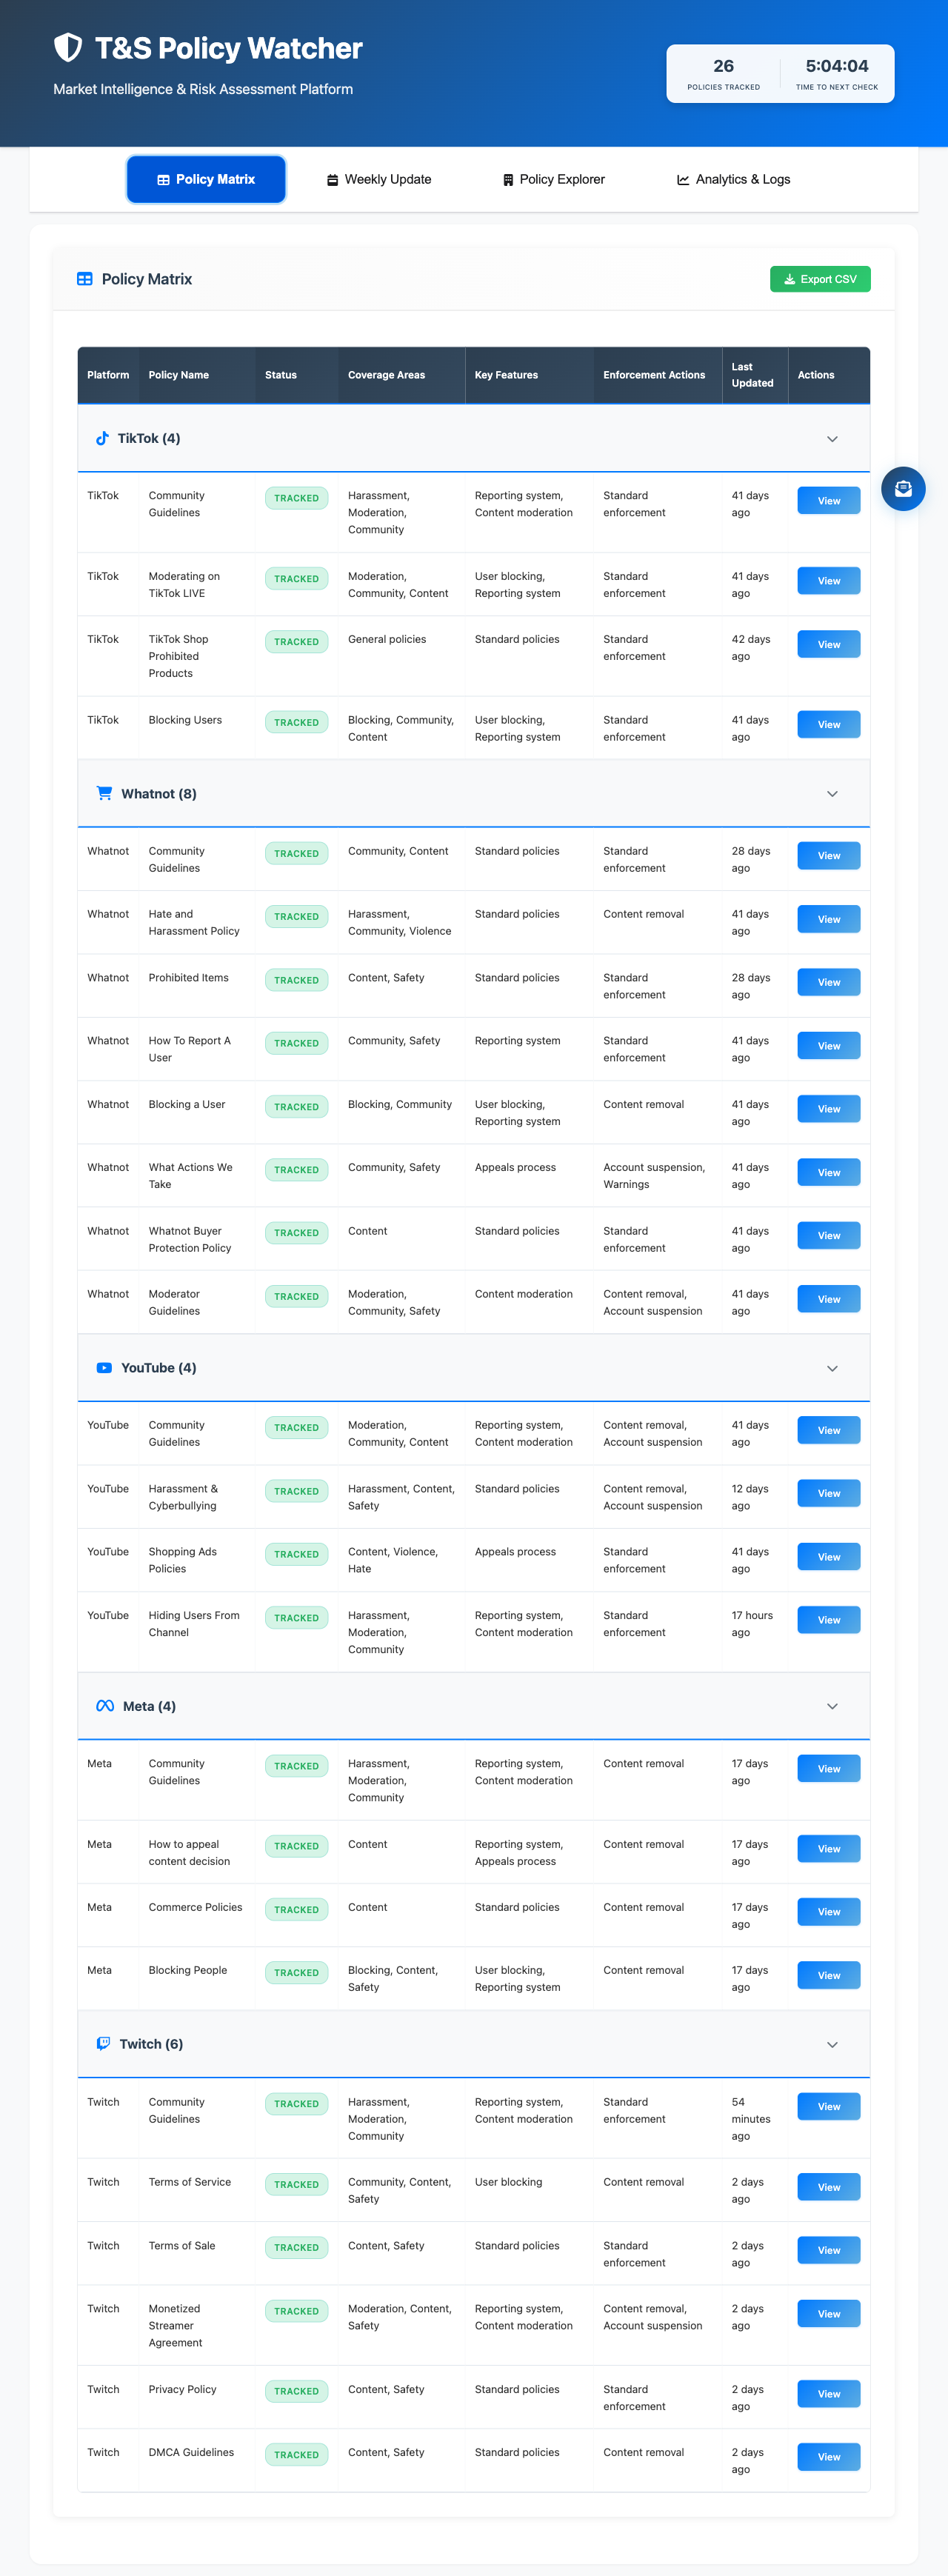 T&S Policy Watcher
Market Intelligence & Risk Assessment Platform
26
POLICIES TRACKED
5:04:04
TIME TO NEXT CHECK
Policy Matrix
Weekly Update
Policy Explorer
Analytics & Logs
Policy Matrix
Export CSV
Platform Policy Name Status Coverage Areas Key Features Enforcement Actions Last Updated Actions
TikTok (4)
TikTok Community Guidelines TRACKED Harassment, Moderation, Community Reporting system, Content moderation Standard enforcement 41 days ago View
TikTok Moderating on TikTok LIVE TRACKED Moderation, Community, Content User blocking, Reporting system Standard enforcement 41 days ago View
TikTok TikTok Shop Prohibited Products TRACKED General policies Standard policies Standard enforcement 42 days ago View
TikTok Blocking Users TRACKED Blocking, Community, Content User blocking, Reporting system Standard enforcement 41 days ago View
Whatnot (8)
Whatnot Community Guidelines TRACKED Community, Content Standard policies Standard enforcement 28 days ago View
Whatnot Hate and Harassment Policy TRACKED Harassment, Community, Violence Standard policies Content removal 41 days ago View
Whatnot Prohibited Items TRACKED Content, Safety Standard policies Standard enforcement 28 days ago View
Whatnot How To Report A User TRACKED Community, Safety Reporting system Standard enforcement 41 days ago View
Whatnot Blocking a User TRACKED Blocking, Community User blocking, Reporting system Content removal 41 days ago View
Whatnot What Actions We Take TRACKED Community, Safety Appeals process Account suspension, Warnings 41 days ago View
Whatnot Whatnot Buyer Protection Policy TRACKED Content Standard policies Standard enforcement 41 days ago View
Whatnot Moderator Guidelines TRACKED Moderation, Community, Safety Content moderation Content removal, Account suspension 41 days ago View
YouTube (4)
YouTube Community Guidelines TRACKED Moderation, Community, Content Reporting system, Content moderation Content removal, Account suspension 41 days ago View
YouTube Harassment & Cyberbullying TRACKED Harassment, Content, Safety Standard policies Content removal, Account suspension 12 days ago View
YouTube Shopping Ads Policies TRACKED Content, Violence, Hate Appeals process Standard enforcement 41 days ago View
YouTube Hiding Users From Channel TRACKED Harassment, Moderation, Community Reporting system, Content moderation Standard enforcement 17 hours ago View
Meta (4)
Meta Community Guidelines TRACKED Harassment, Moderation, Community Reporting system, Content moderation Content removal 17 days ago View
Meta How to appeal content decision TRACKED Content Reporting system, Appeals process Content removal 17 days ago View
Meta Commerce Policies TRACKED Content Standard policies Content removal 17 days ago View
Meta Blocking People TRACKED Blocking, Content, Safety User blocking, Reporting system Content removal 17 days ago View
Twitch (6)
Twitch Community Guidelines TRACKED Harassment, Moderation, Community Reporting system, Content moderation Standard enforcement 54 minutes ago View
Twitch Terms of Service TRACKED Community, Content, Safety User blocking Content removal 2 days ago View
Twitch Terms of Sale TRACKED Content, Safety Standard policies Standard enforcement 2 days ago View
Twitch Monetized Streamer Agreement TRACKED Moderation, Content, Safety Reporting system, Content moderation Content removal, Account suspension 2 days ago View
Twitch Privacy Policy TRACKED Content, Safety Standard policies Standard enforcement 2 days ago View
Twitch DMCA Guidelines TRACKED Content, Safety Standard policies Content removal 2 days ago View